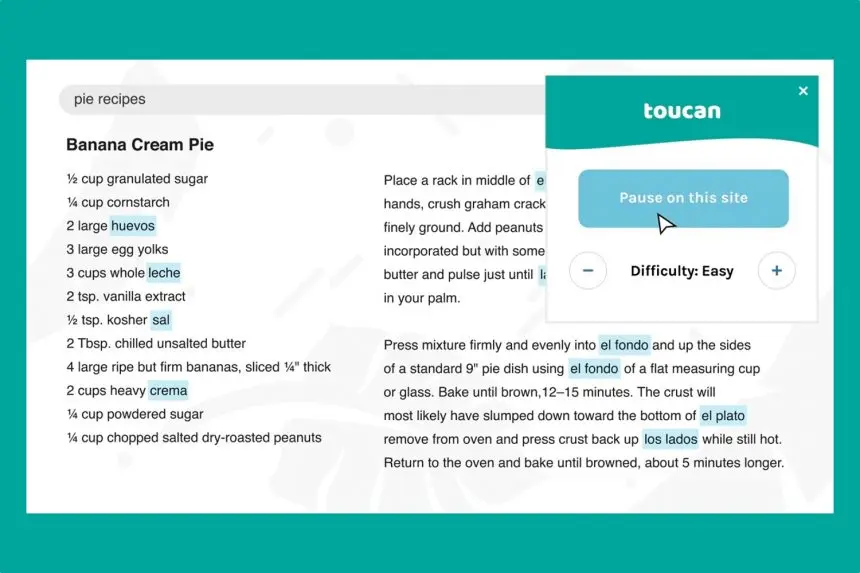 pie recipes
×
toucan
Banana Cream Pie
½ cup granulated sugar
¼ cup cornstarch
2 large huevos
3 large egg yolks
3 cups whole leche
2 tsp. vanilla extract
½ tsp. kosher sal
2 Tbsp. chilled unsalted butter
4 large ripe but firm bananas, sliced ¼" thick
2 cups heavy crema
¼ cup powdered sugar
¼ cup chopped salted dry-roasted peanuts
Place a rack in middle of
hands, crush graham crack
finely ground. Add peanuts
incorporated but with some
butter and pulse just until
in your palm.
Press mixture firmly and evenly into el fondo and up the sides
of a standard 9" pie dish using el fondo of a flat measuring cup
or glass. Bake until brown,12–15 minutes. The crust will
most likely have slumped down toward the bottom of el plato
remove from oven and press crust back up los lados while still hot.
Return to the oven and bake until browned, about 5 minutes longer.
Pause on this site
− Difficulty: Easy +